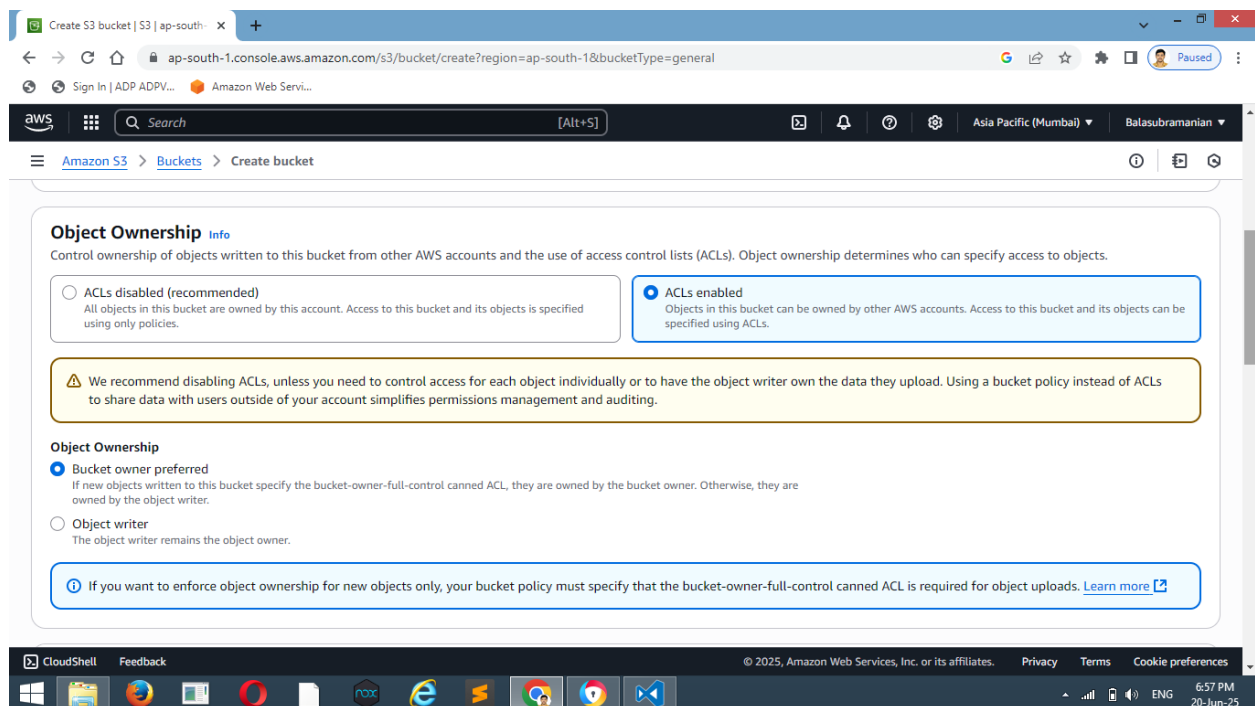 Create S3 bucket | S3 | ap-south-
ap-south-1.console.aws.amazon.com/s3/bucket/create?region=ap-south-1&bucketType=general
Paused
Sign In | ADP ADPV...
Amazon Web Servi...
aws
Search
[Alt+S]
Asia Pacific (Mumbai)
Balasubramanian
Amazon S3 > Buckets > Create bucket
Object Ownership Info
Control ownership of objects written to this bucket from other AWS accounts and the use of access control lists (ACLs). Object ownership determines who can specify access to objects.
ACLs disabled (recommended)
All objects in this bucket are owned by this account. Access to this bucket and its objects is specified
using only policies.
ACLs enabled
Objects in this bucket can be owned by other AWS accounts. Access to this bucket and its objects can be
specified using ACLs.
We recommend disabling ACLs, unless you need to control access for each object individually or to have the object writer own the data they upload. Using a bucket policy instead of ACLs
to share data with users outside of your account simplifies permissions management and auditing.
Object Ownership
Bucket owner preferred
If new objects written to this bucket specify the bucket-owner-full-control canned ACL, they are owned by the bucket owner. Otherwise, they are
owned by the object writer.
Object writer
The object writer remains the object owner.
If you want to enforce object ownership for new objects only, your bucket policy must specify that the bucket-owner-full-control canned ACL is required for object uploads. Learn more
CloudShell
Feedback
© 2025, Amazon Web Services, Inc. or its affiliates.
Privacy
Terms
Cookie preferences
nox
ENG
6:57 PM
20-Jun-25